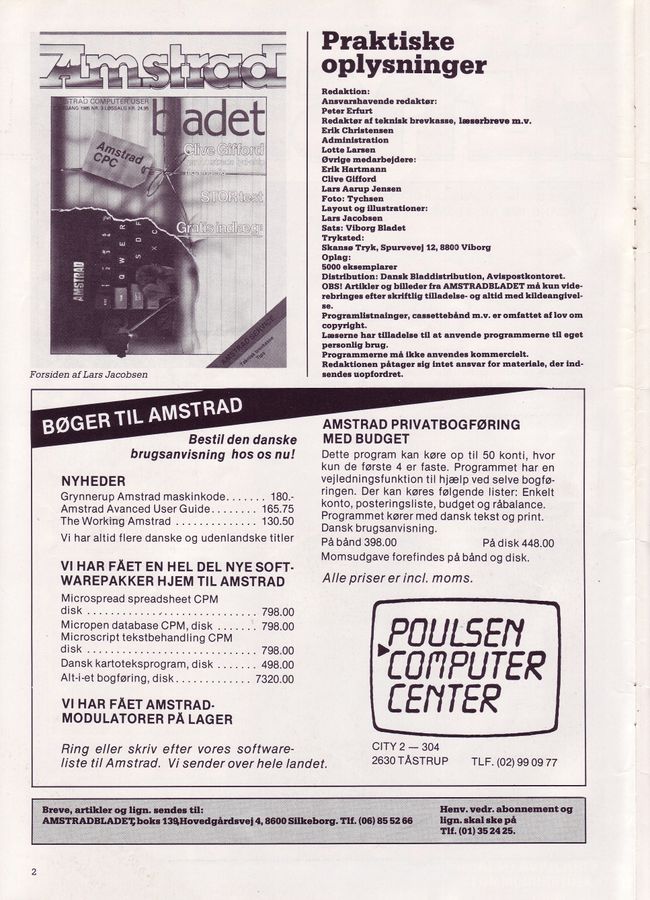 Amstrad
AMSTRAD COMPUTER USER
ÅRGANG 1985 NR. 3 LØSSALG KR. 24,95
bladet
Clive Gifford
STORtest
Gratis indlæg!
Amstrad
CPC
AMSTRAD
Q W E R
S D F
X C
Forsiden af Lars Jacobsen
Praktiske
oplysninger
Redaktion:
Ansvarshavende redaktør:
Peter Erfurt
Redaktør af teknisk brevkasse, læserbreve m.v.
Erik Christensen
Administration
Lotte Larsen
Øvrige medarbejdere:
Erik Hartmann
Clive Gifford
Lars Aarup Jensen
Foto: Tychsen
Layout og illustrationer:
Lars Jacobsen
Sats: Viborg Bladet
Tryksted:
Skansø Tryk, Spurvevej 12, 8800 Viborg
Oplag:
5000 eksemplarer
Distribution: Dansk Bladdistribution, Avispostkontoret.
OBS! Artikler og billeder fra AMSTRADBLADET må kun vide-
rebringes efter skriftlig tilladelse- og altid med kildeangivel-
se.
Programlistnainger, cassettebånd m.v. er omfattet af lov om
copyright.
Læserne har tilladelse til at anvende programmerne til eget
personlig brug.
Programmerne må ikke anvendes kommercielt.
Redaktionen påtager sig intet ansvar for materiale, der ind-
sendes uopfordret.
BØGER TIL AMSTRAD
Bestil den danske
brugsanvisning hos os nu!
NYHEDER
Grynnerup Amstrad maskinkode....... 180.-
Amstrad Avanced User Guide........ 165.75
The Working Amstrad .............. 130.50
Vi har altid flere danske og udenlandske titler
VI HAR FÅET EN HEL DEL NYE SOFT-
WAREPAKKER HJEM TIL AMSTRAD
Microspread spreadsheet CPM
disk ............................ 798.00
Micropen database CPM, disk ...... 798.00
Microscript tekstbehandling CPM
disk ............................ 798.00
Dansk kartoteksprogram, disk ...... 498.00
Alt-i-et bogføring, disk............. 7320.00
VI HAR FÅET AMSTRAD-
MODULATORER PÅ LAGER
Ring eller skriv efter vores software-
liste til Amstrad. Vi sender over hele landet.
AMSTRAD PRIVATBOGFØRING
MED BUDGET
Dette program kan køre op til 50 konti, hvor
kun de første 4 er faste. Programmet har en
vejledningsfunktion til hjælp ved selve bogfø-
ringen. Der kan køres følgende lister: Enkelt
konto, posteringsliste, budget og råbalance.
Programmet kører med dansk tekst og print.
Dansk brugsanvisning.
På bånd 398.00 På disk 448.00
Momsudgave forefindes på bånd og disk.
Alle priser er incl. moms.
POULSEN
COMPUTER
CENTER
CITY 2 — 304
2630 TÅSTRUP TLF. (02) 99 09 77
Breve, artikler og lign. sendes til:
AMSTRADBLADET, boks 139, Hovedgårdsvej 4, 8600 Silkeborg. Tlf. (06) 85 52 66
Henv. vedr. abonnement og
lign. skal ske på
Tlf. (01) 35 24 25.
2